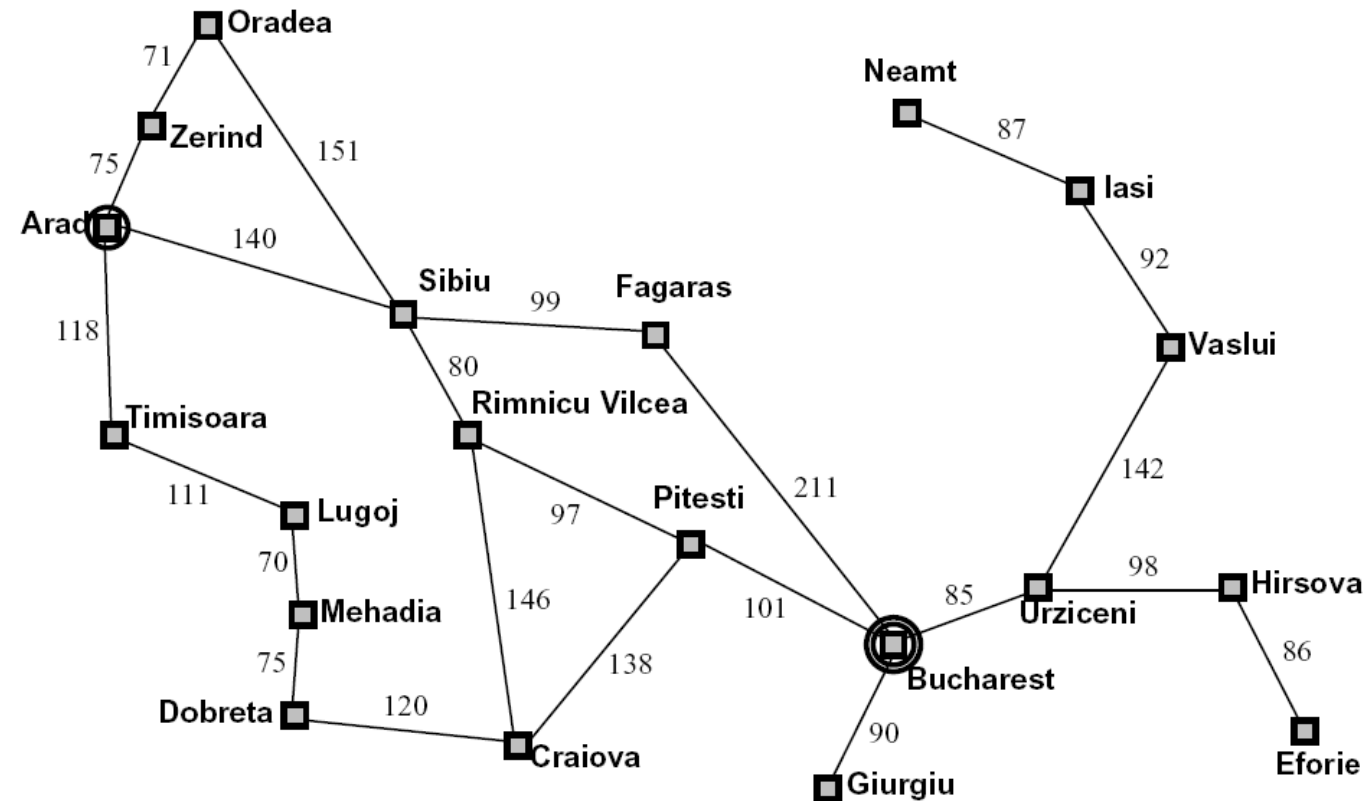 Oradea
71
Neamt
87
Zerind
151
75
Iasi
Arad
140
92
Sibiu
Fagaras
99
118
Vaslui
80
Rimnicu Vilcea
Timisoara
142
211
111
Pitesti
Lugoj
97
70
98
Hirsova
146
85
Mehadia
101
Urziceni
86
75
138
Bucharest
Dobreta
120
90
Craiova
Eforie
Giurgiu